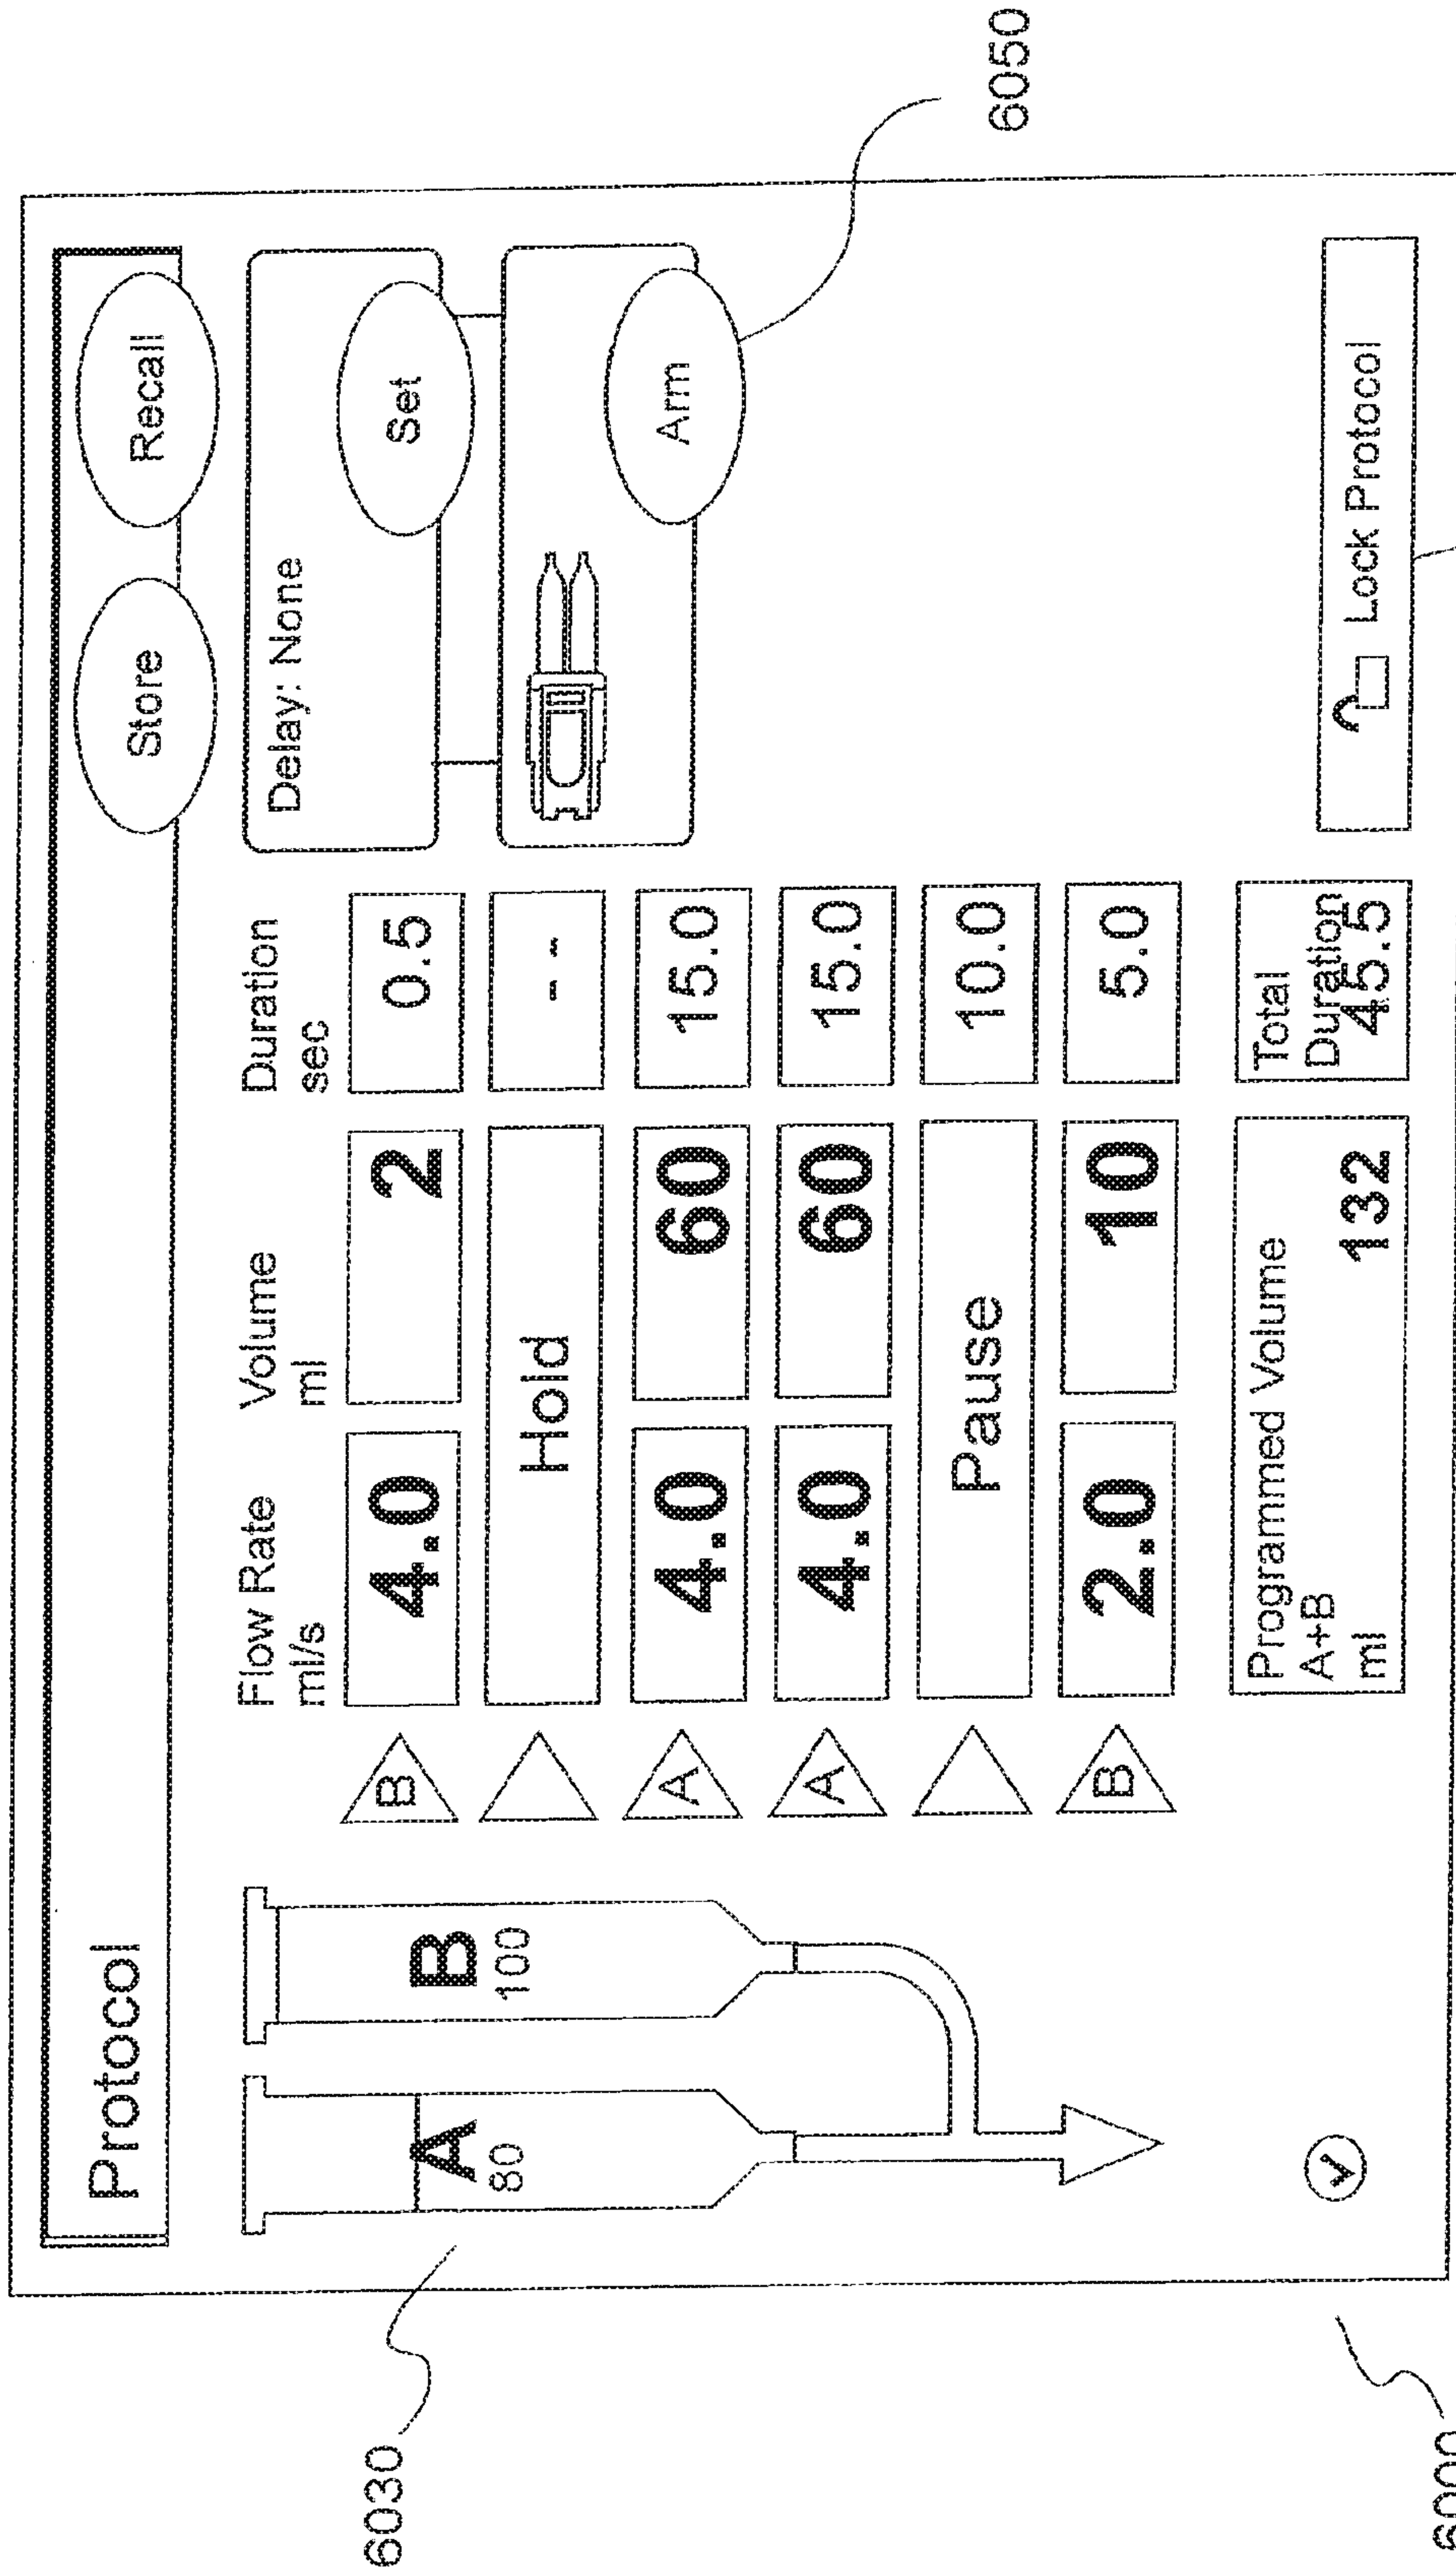 Protocol
Store
Recall
Flow Rate
ml/s
Volume
ml
Duration
sec
Delay: None
Set
A
80
B
100
B
4.0
2
0.5
Hold
- -
A
4.0
60
15.0
Arm
A
4.0
60
15.0
Pause
10.0
B
2.0
10
5.0
Programmed Volume
A+B
ml
132
Total
Duration
45.5
Lock Protocol
6030
6050
6000